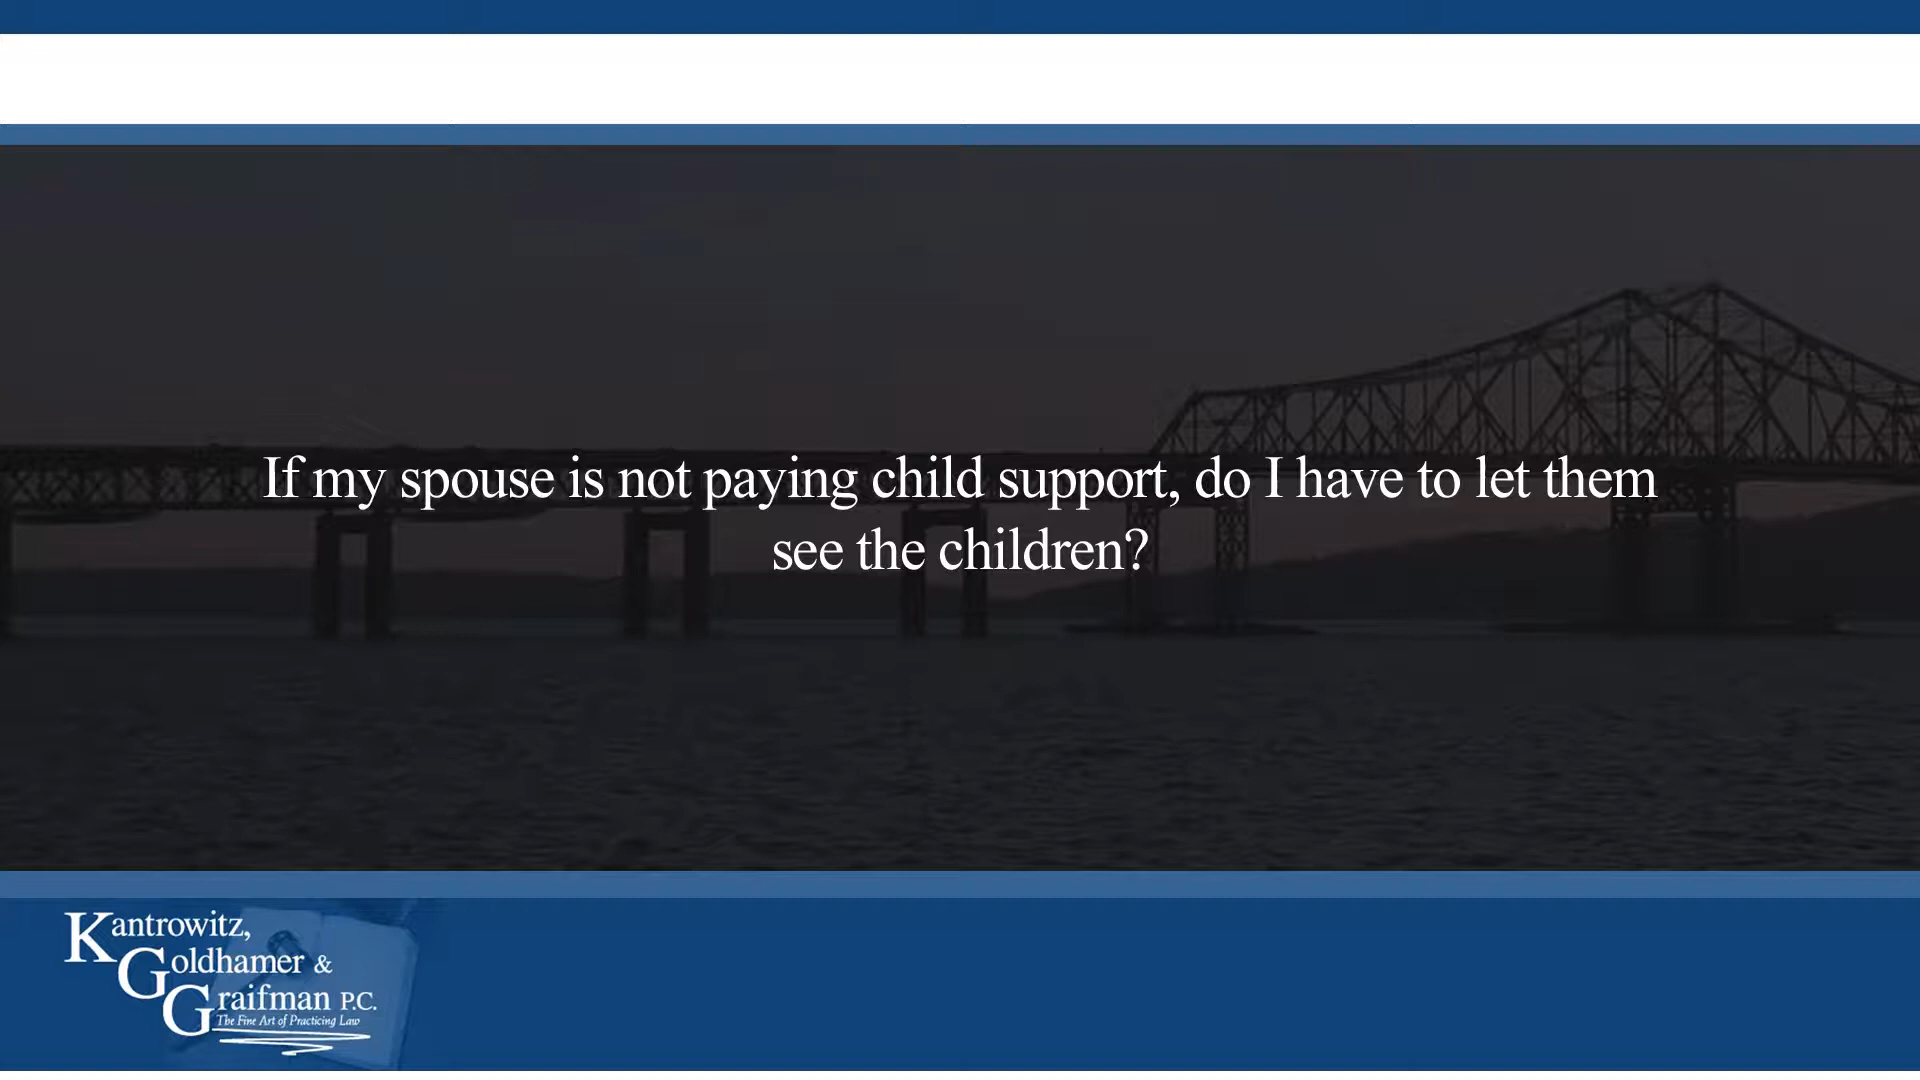 If my spouse is not paying child support, do I have to let them
see the children?
Kantrowitz,
Goldhamer &
Graifman P.C.
The Fine Art of Practicing Law